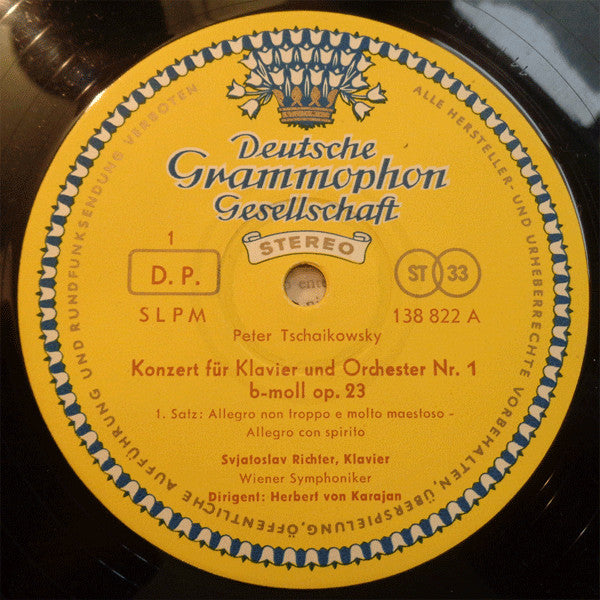 Deutsche
Grammophon
Gesellschaft
STEREO
1
D. P.
ST 33
SLPM
138 822 A
Peter Tschaikowsky
Konzert für Klavier und Orchester Nr. 1
b-moll op. 23
1. Satz: Allegro non troppo e molto maestoso –
Allegro con spirito
Svjatoslav Richter, Klavier
Wiener Symphoniker
Dirigent: Herbert von Karajan
ALLE HERSTELLER- UND URHEBERRECHTE VORBEHALTEN, ÜBERSPIELUNG, ÖFFENTLICHE AUFFÜHRUNG UND RUNDFUNKSENDUNG VERBOTEN